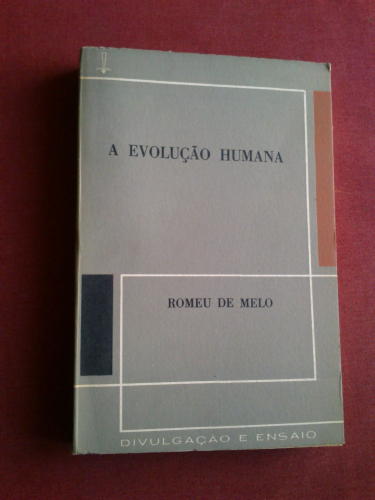 A EVOLUÇÃO HUMANA
ROMEU DE MELO
DIVULGAÇÃO E ENSAIO